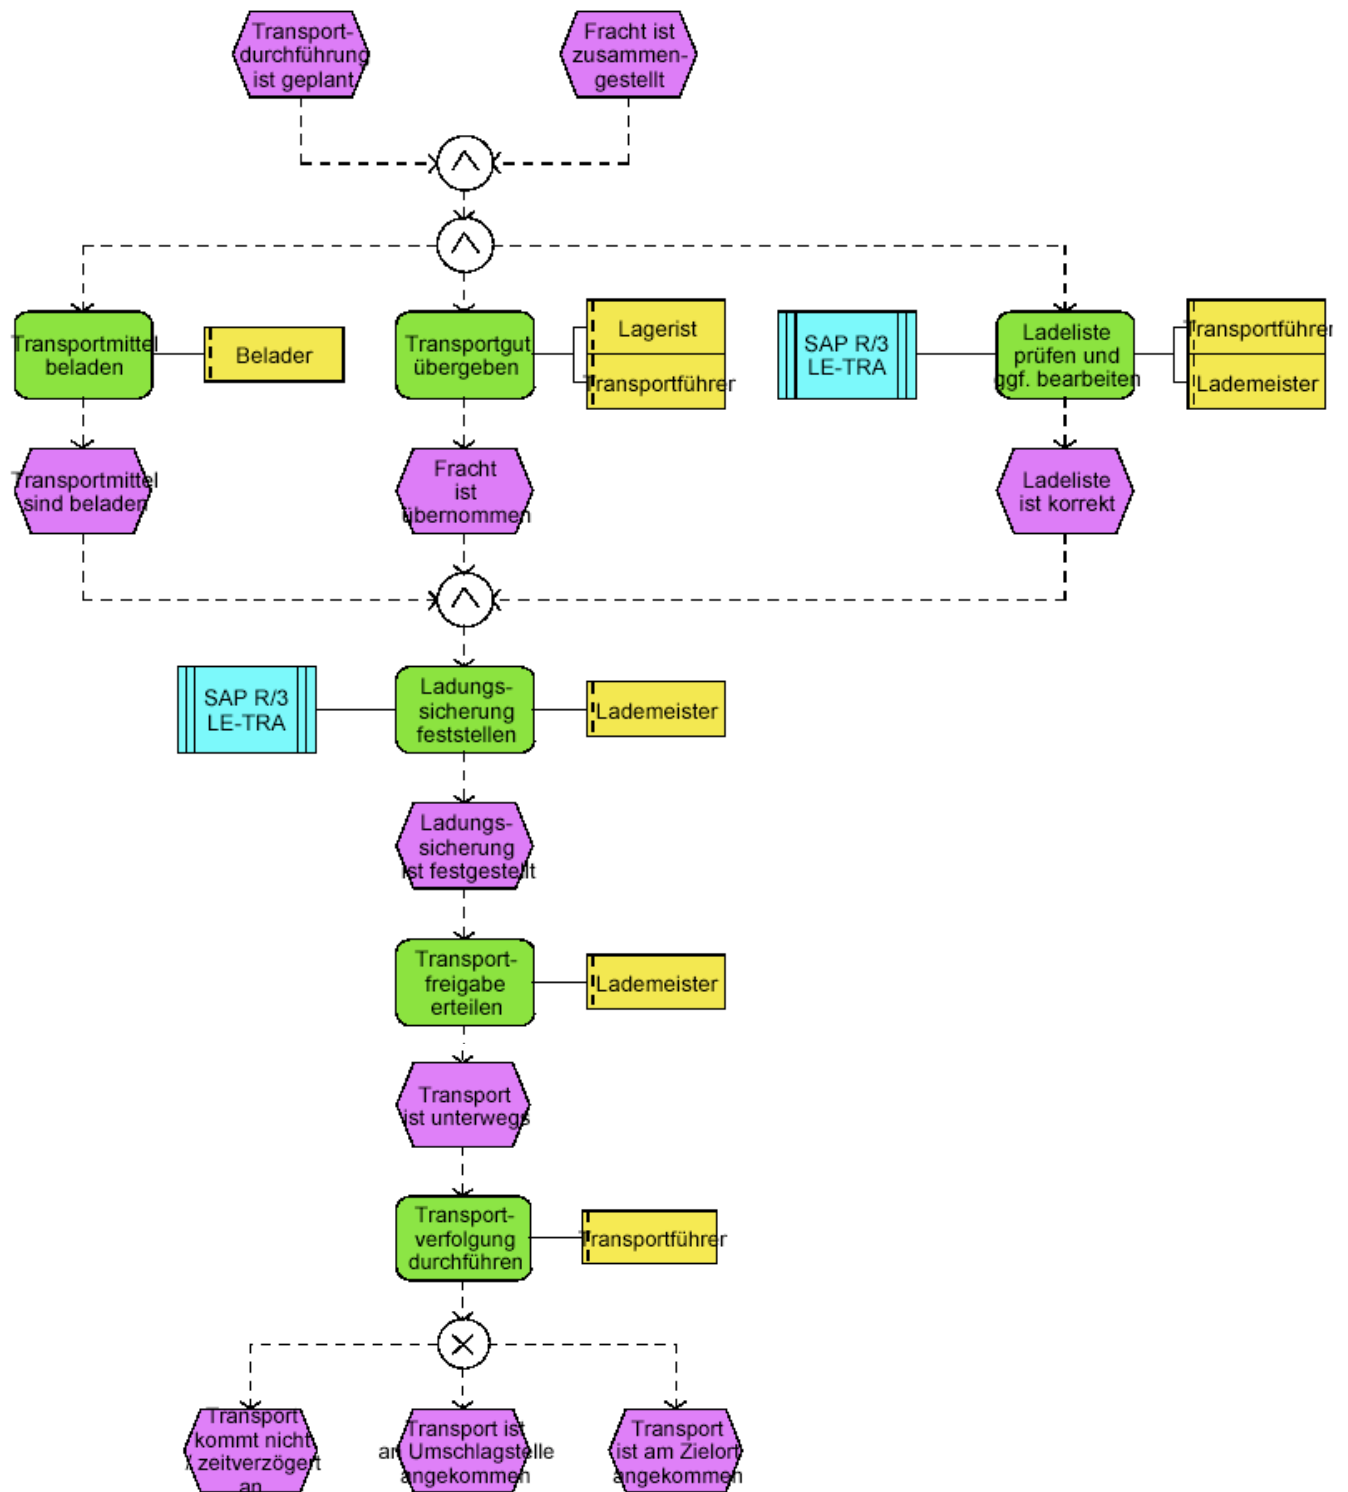 Transport-
durchführung
ist geplant
Fracht ist
zusammen-
gestellt
Transportmittel
beladen
Belader
Transportgut
übergeben
Lagerist
Transportführer
SAP R/3
LE-TRA
Ladeliste
prüfen und
ggf. bearbeiten
Transportführer
Lademeister
Transportmittel
sind beladen
Fracht
ist
übernommen
Ladeliste
ist korrekt
SAP R/3
LE-TRA
Ladungs-
sicherung
feststellen
Lademeister
Ladungs-
sicherung
ist festgestellt
Transport-
freigabe
erteilen
Lademeister
Transport
ist unterwegs
Transport-
verfolgung
durchführen
Transportführer
Transport
kommt nicht
/ zeitverzögert
an
Transport ist
an Umschlagstelle
angekommen
Transport
ist am Zielort
angekommen